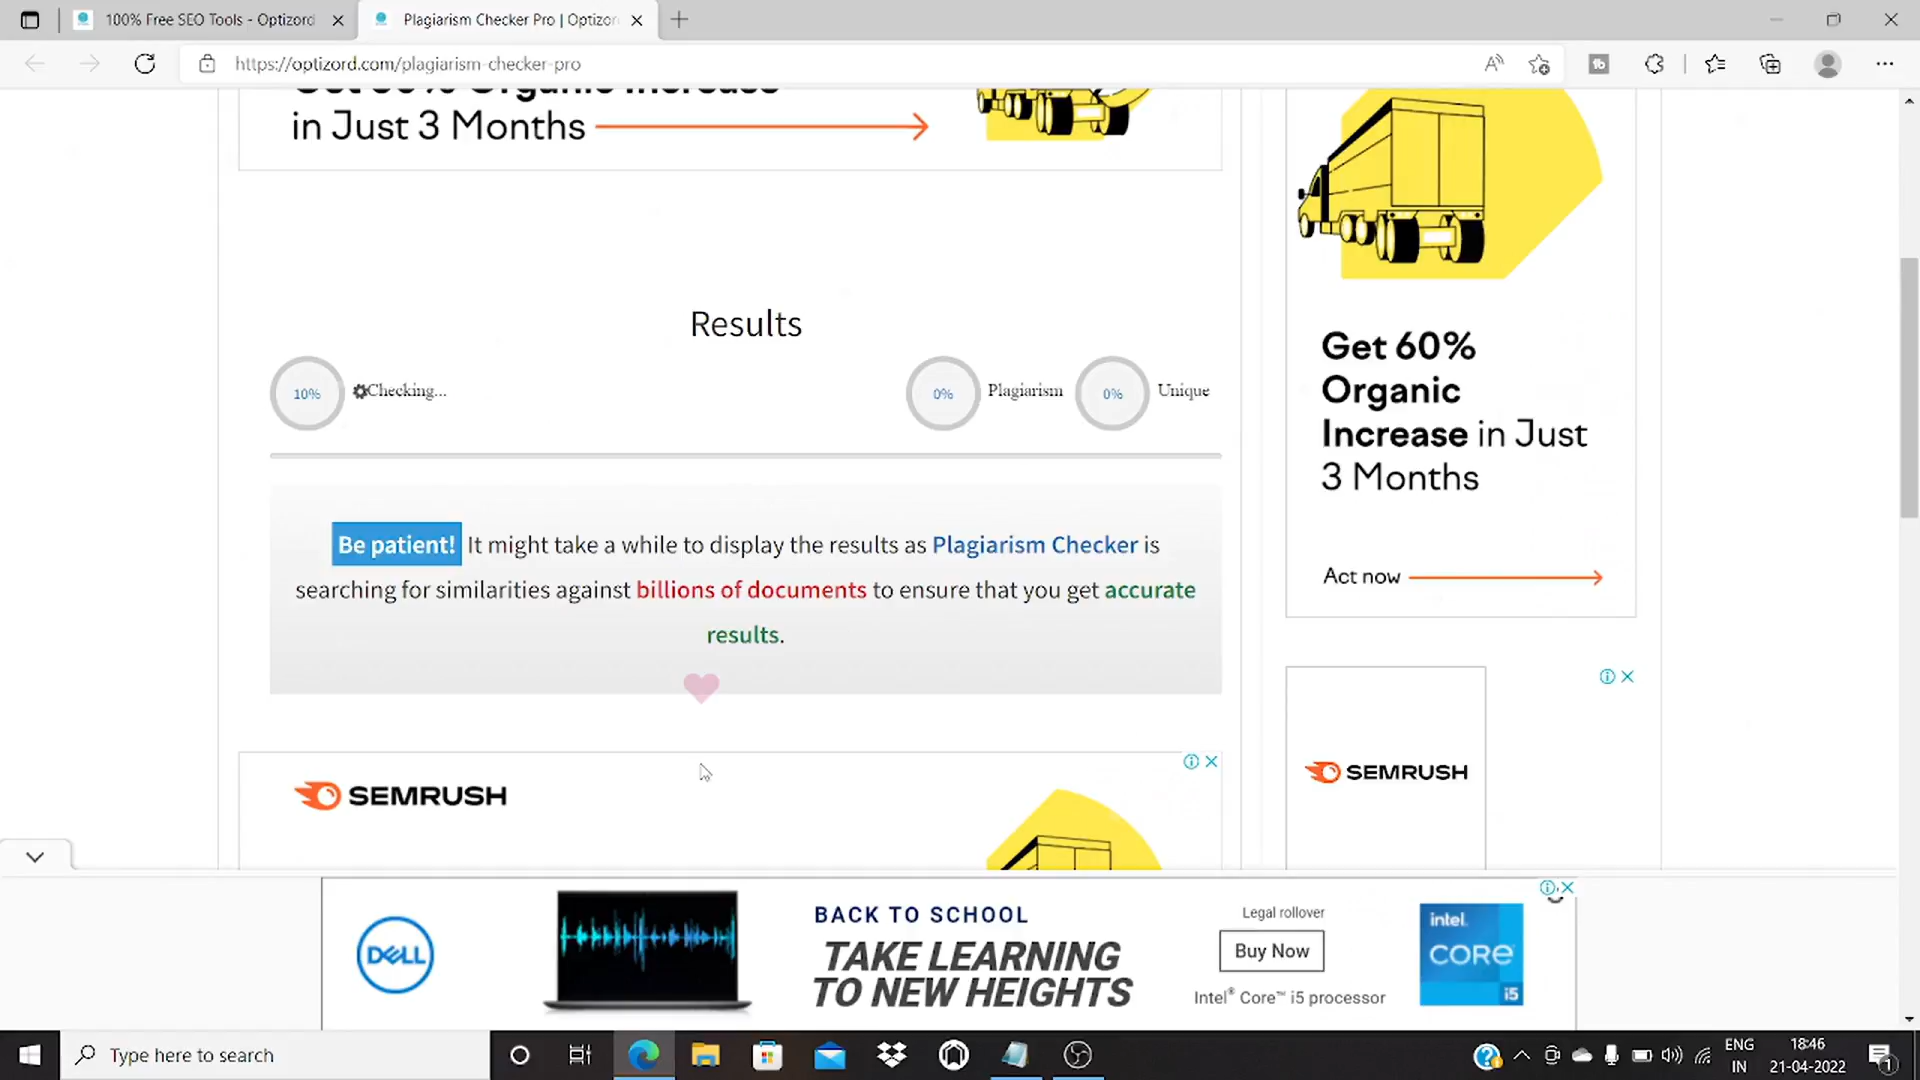 100% Free SEO Tools - Optizord
Plagiarism Checker Pro | Optizor
https://optizord.com/plagiarism-checker-pro
in Just 3 Months
Results
10%
Checking...
0%
Plagiarism
0%
Unique
Be patient! It might take a while to display the results as Plagiarism Checker is
searching for similarities against billions of documents to ensure that you get accurate
results.
SEMRUSH
Get 60%
Organic
Increase in Just
3 Months
Act now
SEMRUSH
DELL
BACK TO SCHOOL
TAKE LEARNING
TO NEW HEIGHTS
Legal rollover
Buy Now
Intel® Core™ i5 processor
intel.
CORE
i5
Type here to search
ENG
IN
18:46
21-04-2022
1